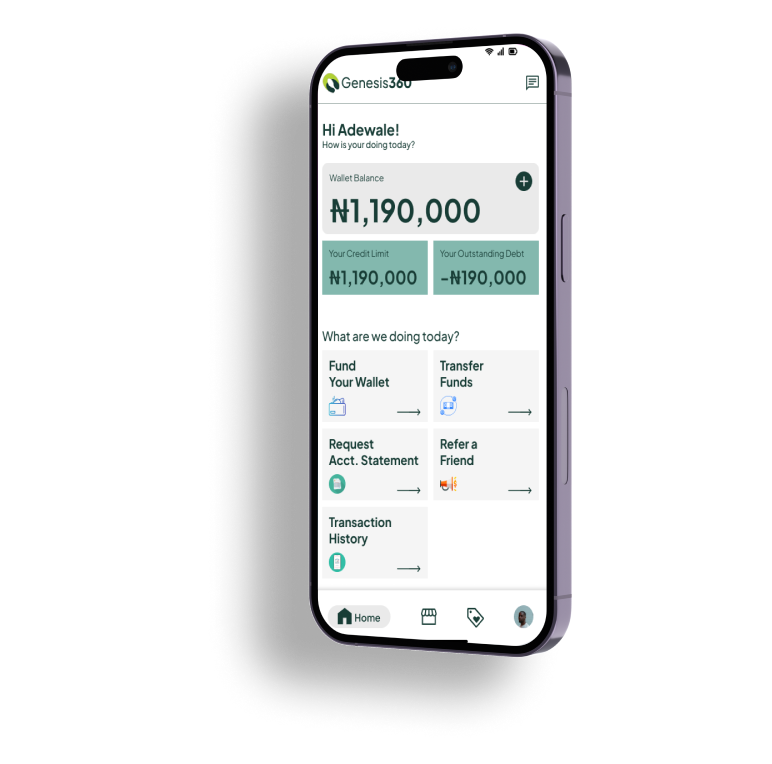 Genesis360
Hi Adewale!
How is your doing today?
Wallet Balance
₦1,190,000
Your Credit Limit
₦1,190,000
Your Outstanding Debt
-₦190,000
What are we doing today?
Fund
Your Wallet
Transfer
Funds
Request
Acct. Statement
Refer a
Friend
Transaction
History
Home